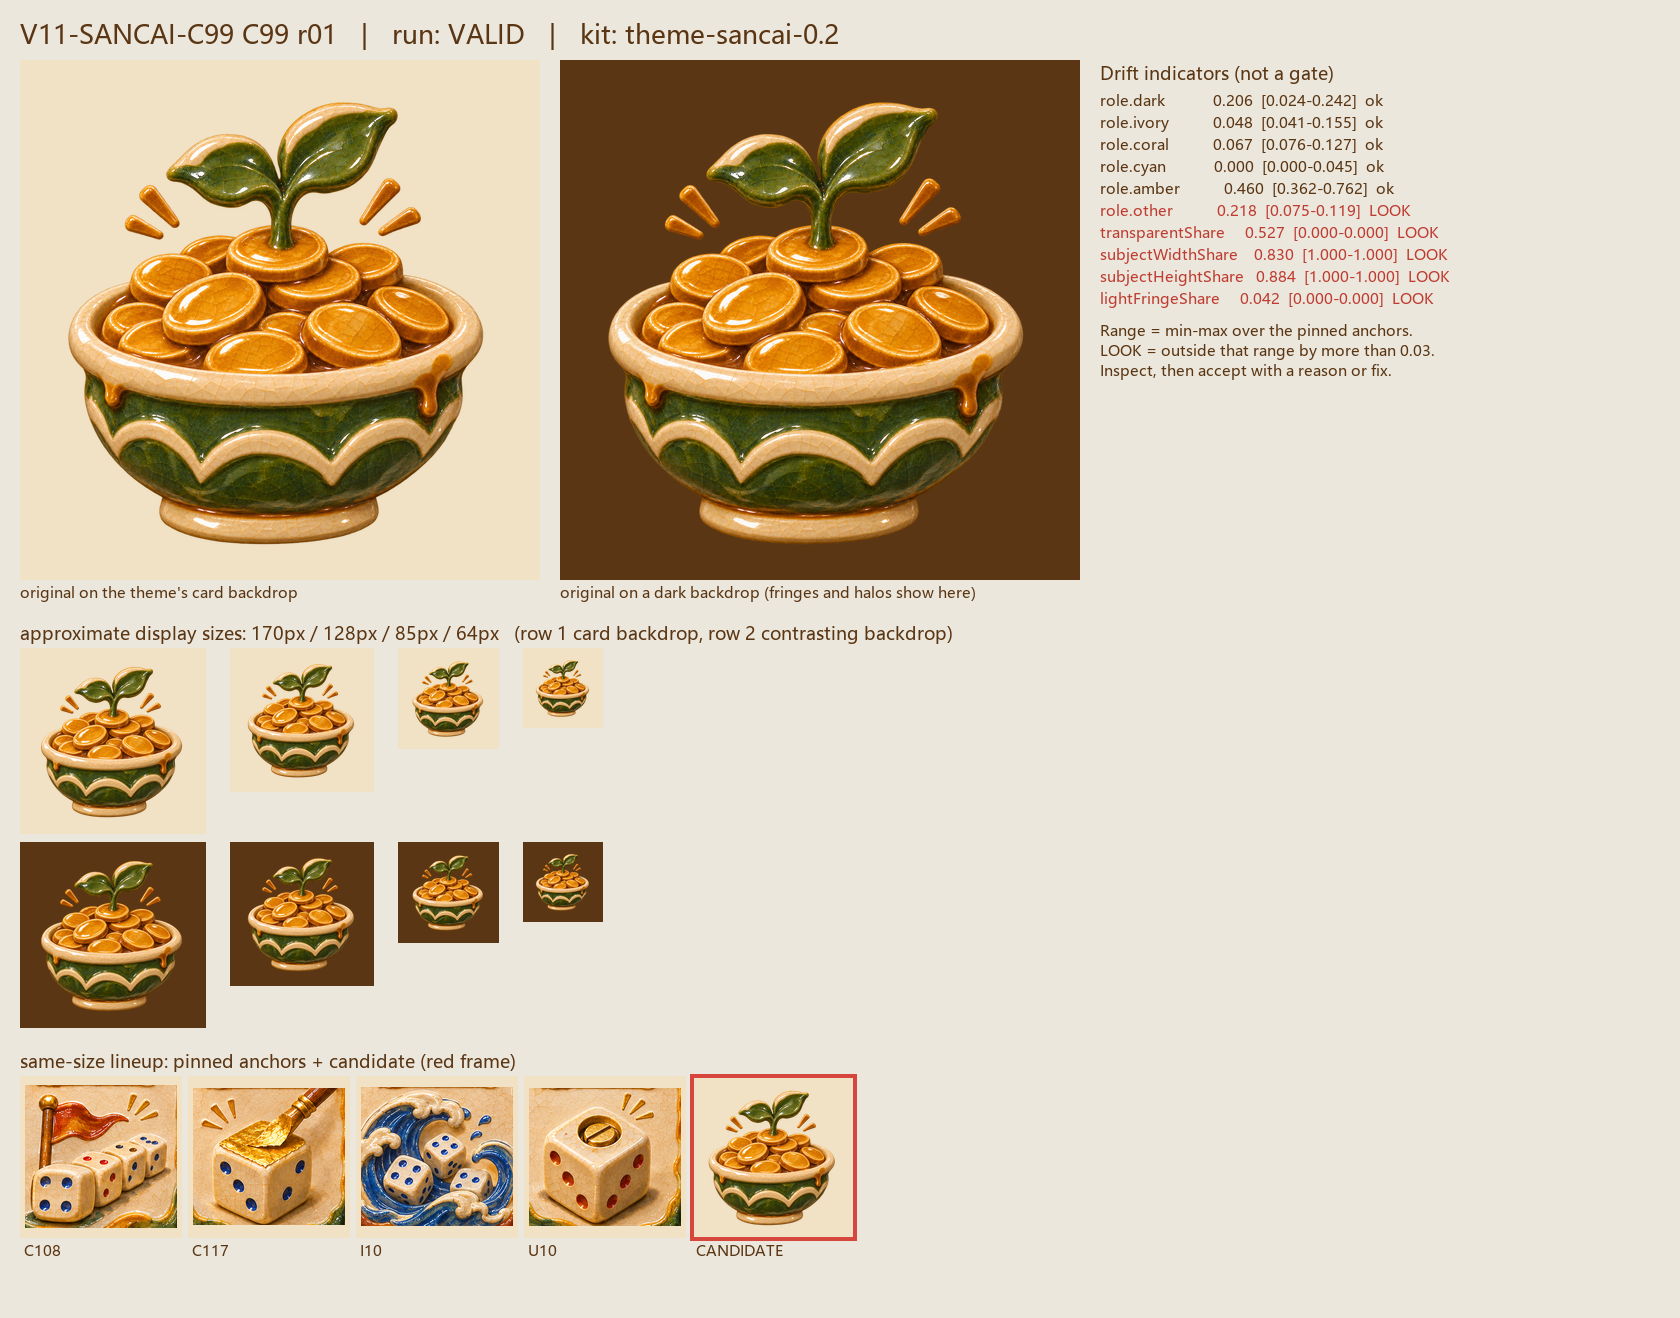 V11-SANCAI-C99 C99 r01 | run: VALID | kit: theme-sancai-0.2
Drift indicators (not a gate)
role.dark 0.206 [0.024-0.242] ok
role.ivory 0.048 [0.041-0.155] ok
role.coral 0.067 [0.076-0.127] ok
role.cyan 0.000 [0.000-0.045] ok
role.amber 0.460 [0.362-0.762] ok
role.other 0.218 [0.075-0.119] LOOK
transparentShare 0.527 [0.000-0.000] LOOK
subjectWidthShare 0.830 [1.000-1.000] LOOK
subjectHeightShare 0.884 [1.000-1.000] LOOK
lightFringeShare 0.042 [0.000-0.000] LOOK
Range = min-max over the pinned anchors.
LOOK = outside that range by more than 0.03.
Inspect, then accept with a reason or fix.
original on the theme's card backdrop
original on a dark backdrop (fringes and halos show here)
approximate display sizes: 170px / 128px / 85px / 64px (row 1 card backdrop, row 2 contrasting backdrop)
same-size lineup: pinned anchors + candidate (red frame)
C108
C117
I10
U10
CANDIDATE